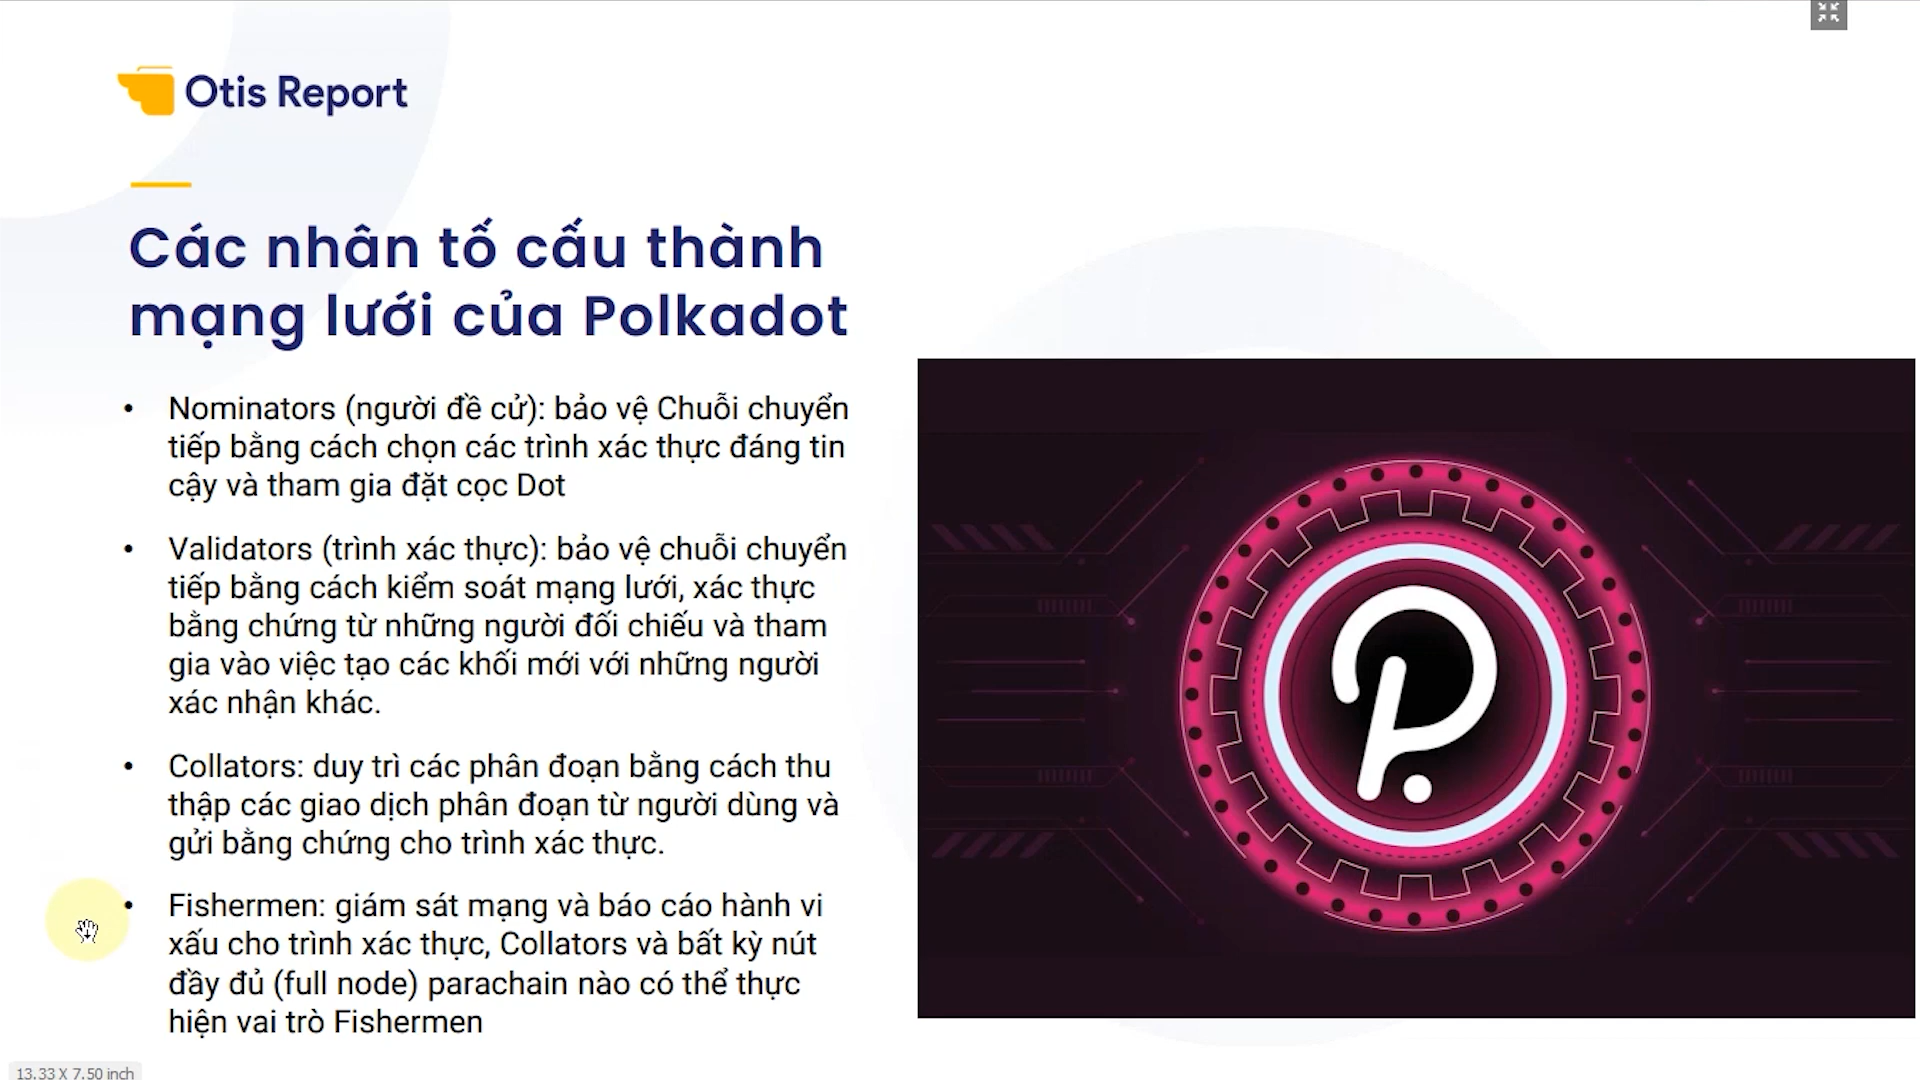 Otis Report
Các nhân tố cấu thành
mạng lưới của Polkadot
• Nominators (người đề cử): bảo vệ Chuỗi chuyển
tiếp bằng cách chọn các trình xác thực đáng tin
cậy và tham gia đặt cọc Dot
• Validators (trình xác thực): bảo vệ chuỗi chuyển
tiếp bằng cách kiểm soát mạng lưới, xác thực
bằng chứng từ những người đối chiếu và tham
gia vào việc tạo các khối mới với những người
xác nhận khác.
• Collators: duy trì các phân đoạn bằng cách thu
thập các giao dịch phân đoạn từ người dùng và
gửi bằng chứng cho trình xác thực.
• Fishermen: giám sát mạng và báo cáo hành vi
xấu cho trình xác thực, Collators và bất kỳ nút
đầy đủ (full node) parachain nào có thể thực
hiện vai trò Fishermen
13.33 X 7.50 inch